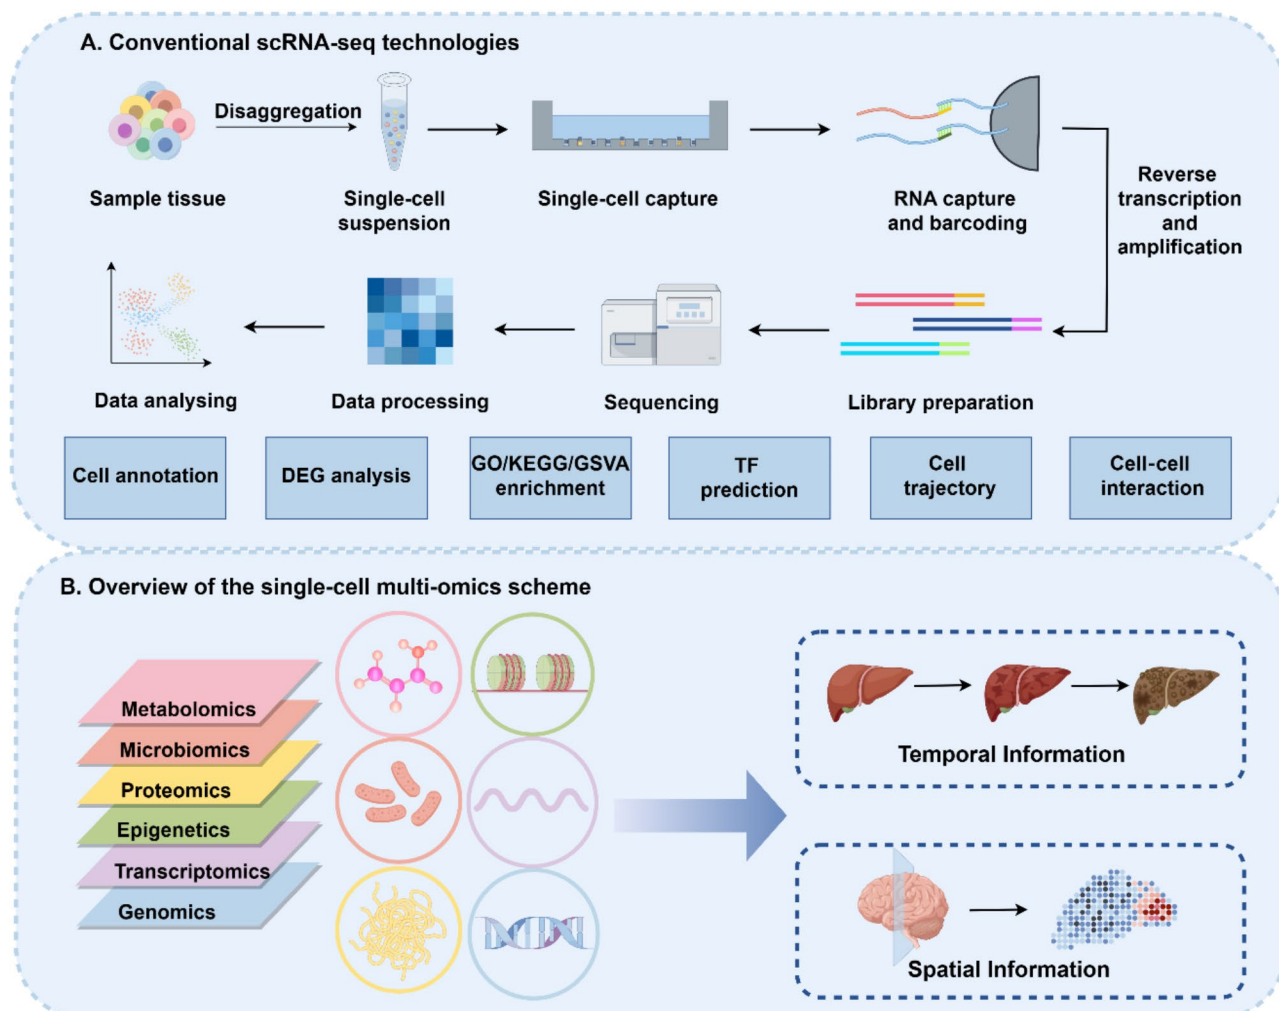 A. Conventional scRNA-seq technologies
Disaggregation
Sample tissue
Single-cell
suspension
Single-cell capture
RNA capture
and barcoding
Reverse
transcription
and
amplification
Data analysing
Data processing
Sequencing
Library preparation
Cell annotation
DEG analysis
GO/KEGG/GSVA
enrichment
TF
prediction
Cell
trajectory
Cell-cell
interaction
B. Overview of the single-cell multi-omics scheme
Metabolomics
Microbiomics
Proteomics
Epigenetics
Transcriptomics
Genomics
Temporal Information
Spatial Information